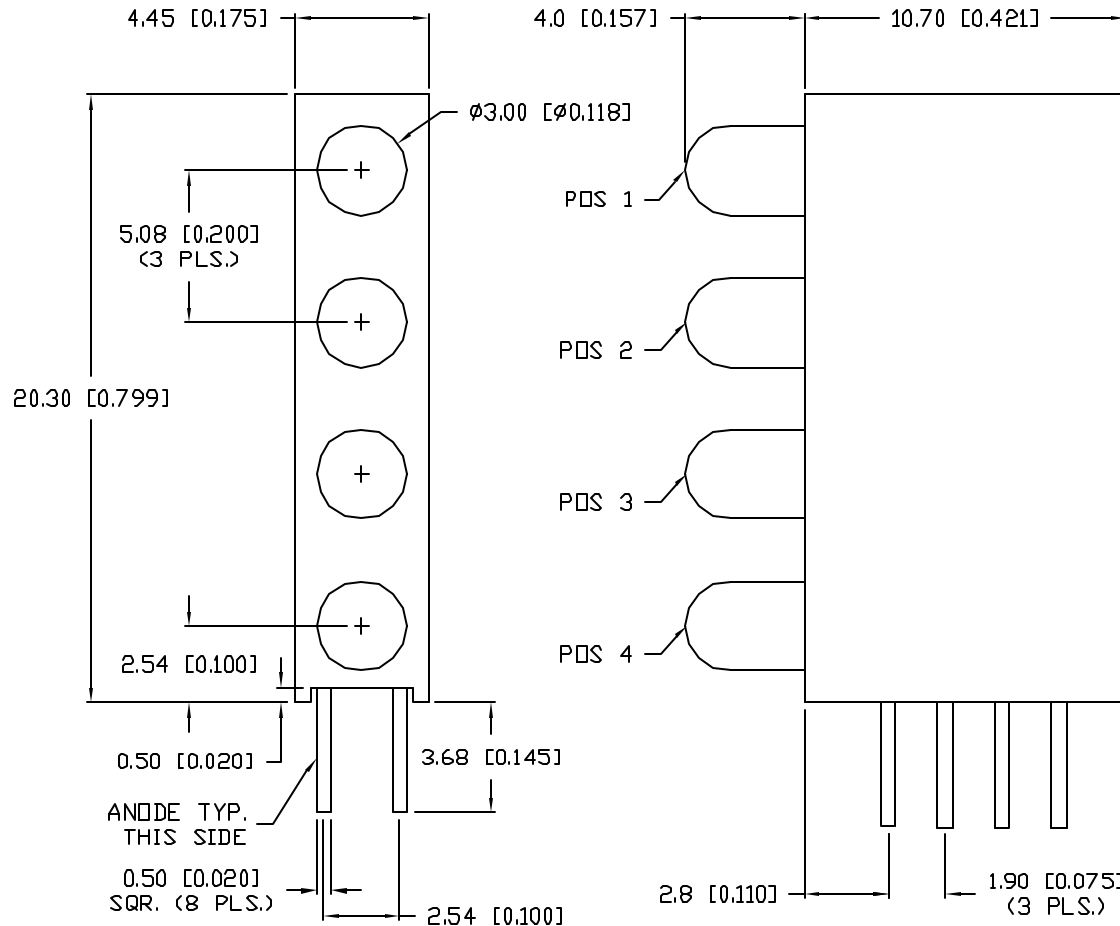 4.45 [0.175]
4.0 [0.157]
10.70 [0.421]
Ø3.00 [Ø0.118]
POS 1
5.08 [0.200]
(3 PLS.)
POS 2
20.30 [0.799]
POS 3
2.54 [0.100]
POS 4
0.50 [0.020]
3.68 [0.145]
ANODE TYP.
THIS SIDE
0.50 [0.020]
SQR. (8 PLS.)
2.54 [0.100]
2.8 [0.110]
1.90 [0.075]
(3 PLS.)